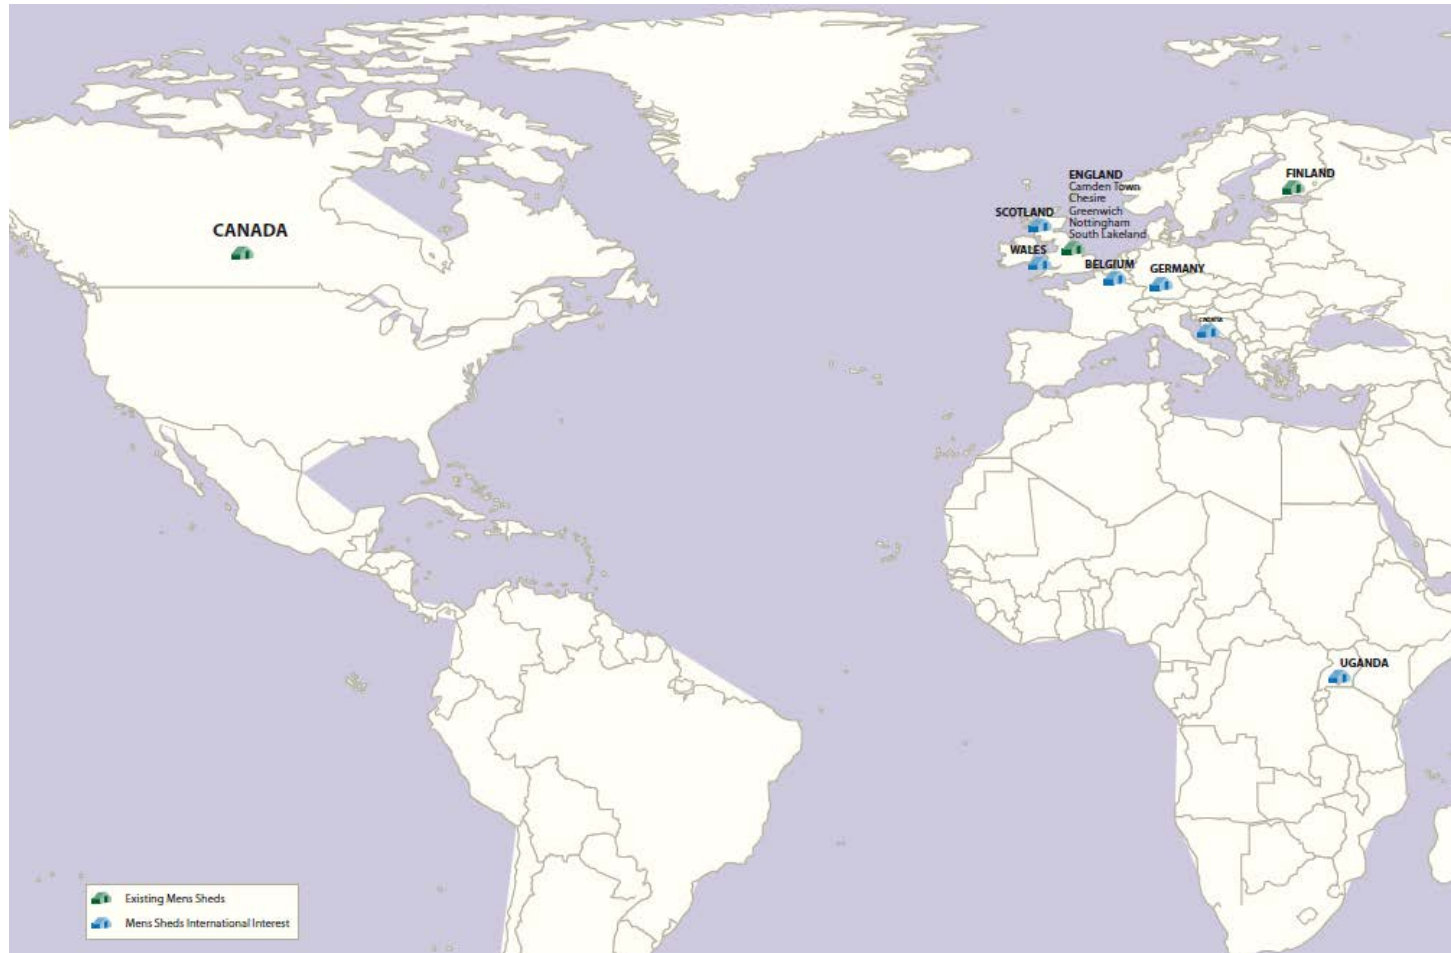 ENGLAND
Camden Town
Chesire
Greenwich
Nottingham
South Lakeland
FINLAND
SCOTLAND
CANADA
WALES
BELGIUM
GERMANY
CROATIA
UGANDA
Existing Mens Sheds
Mens Sheds International Interest